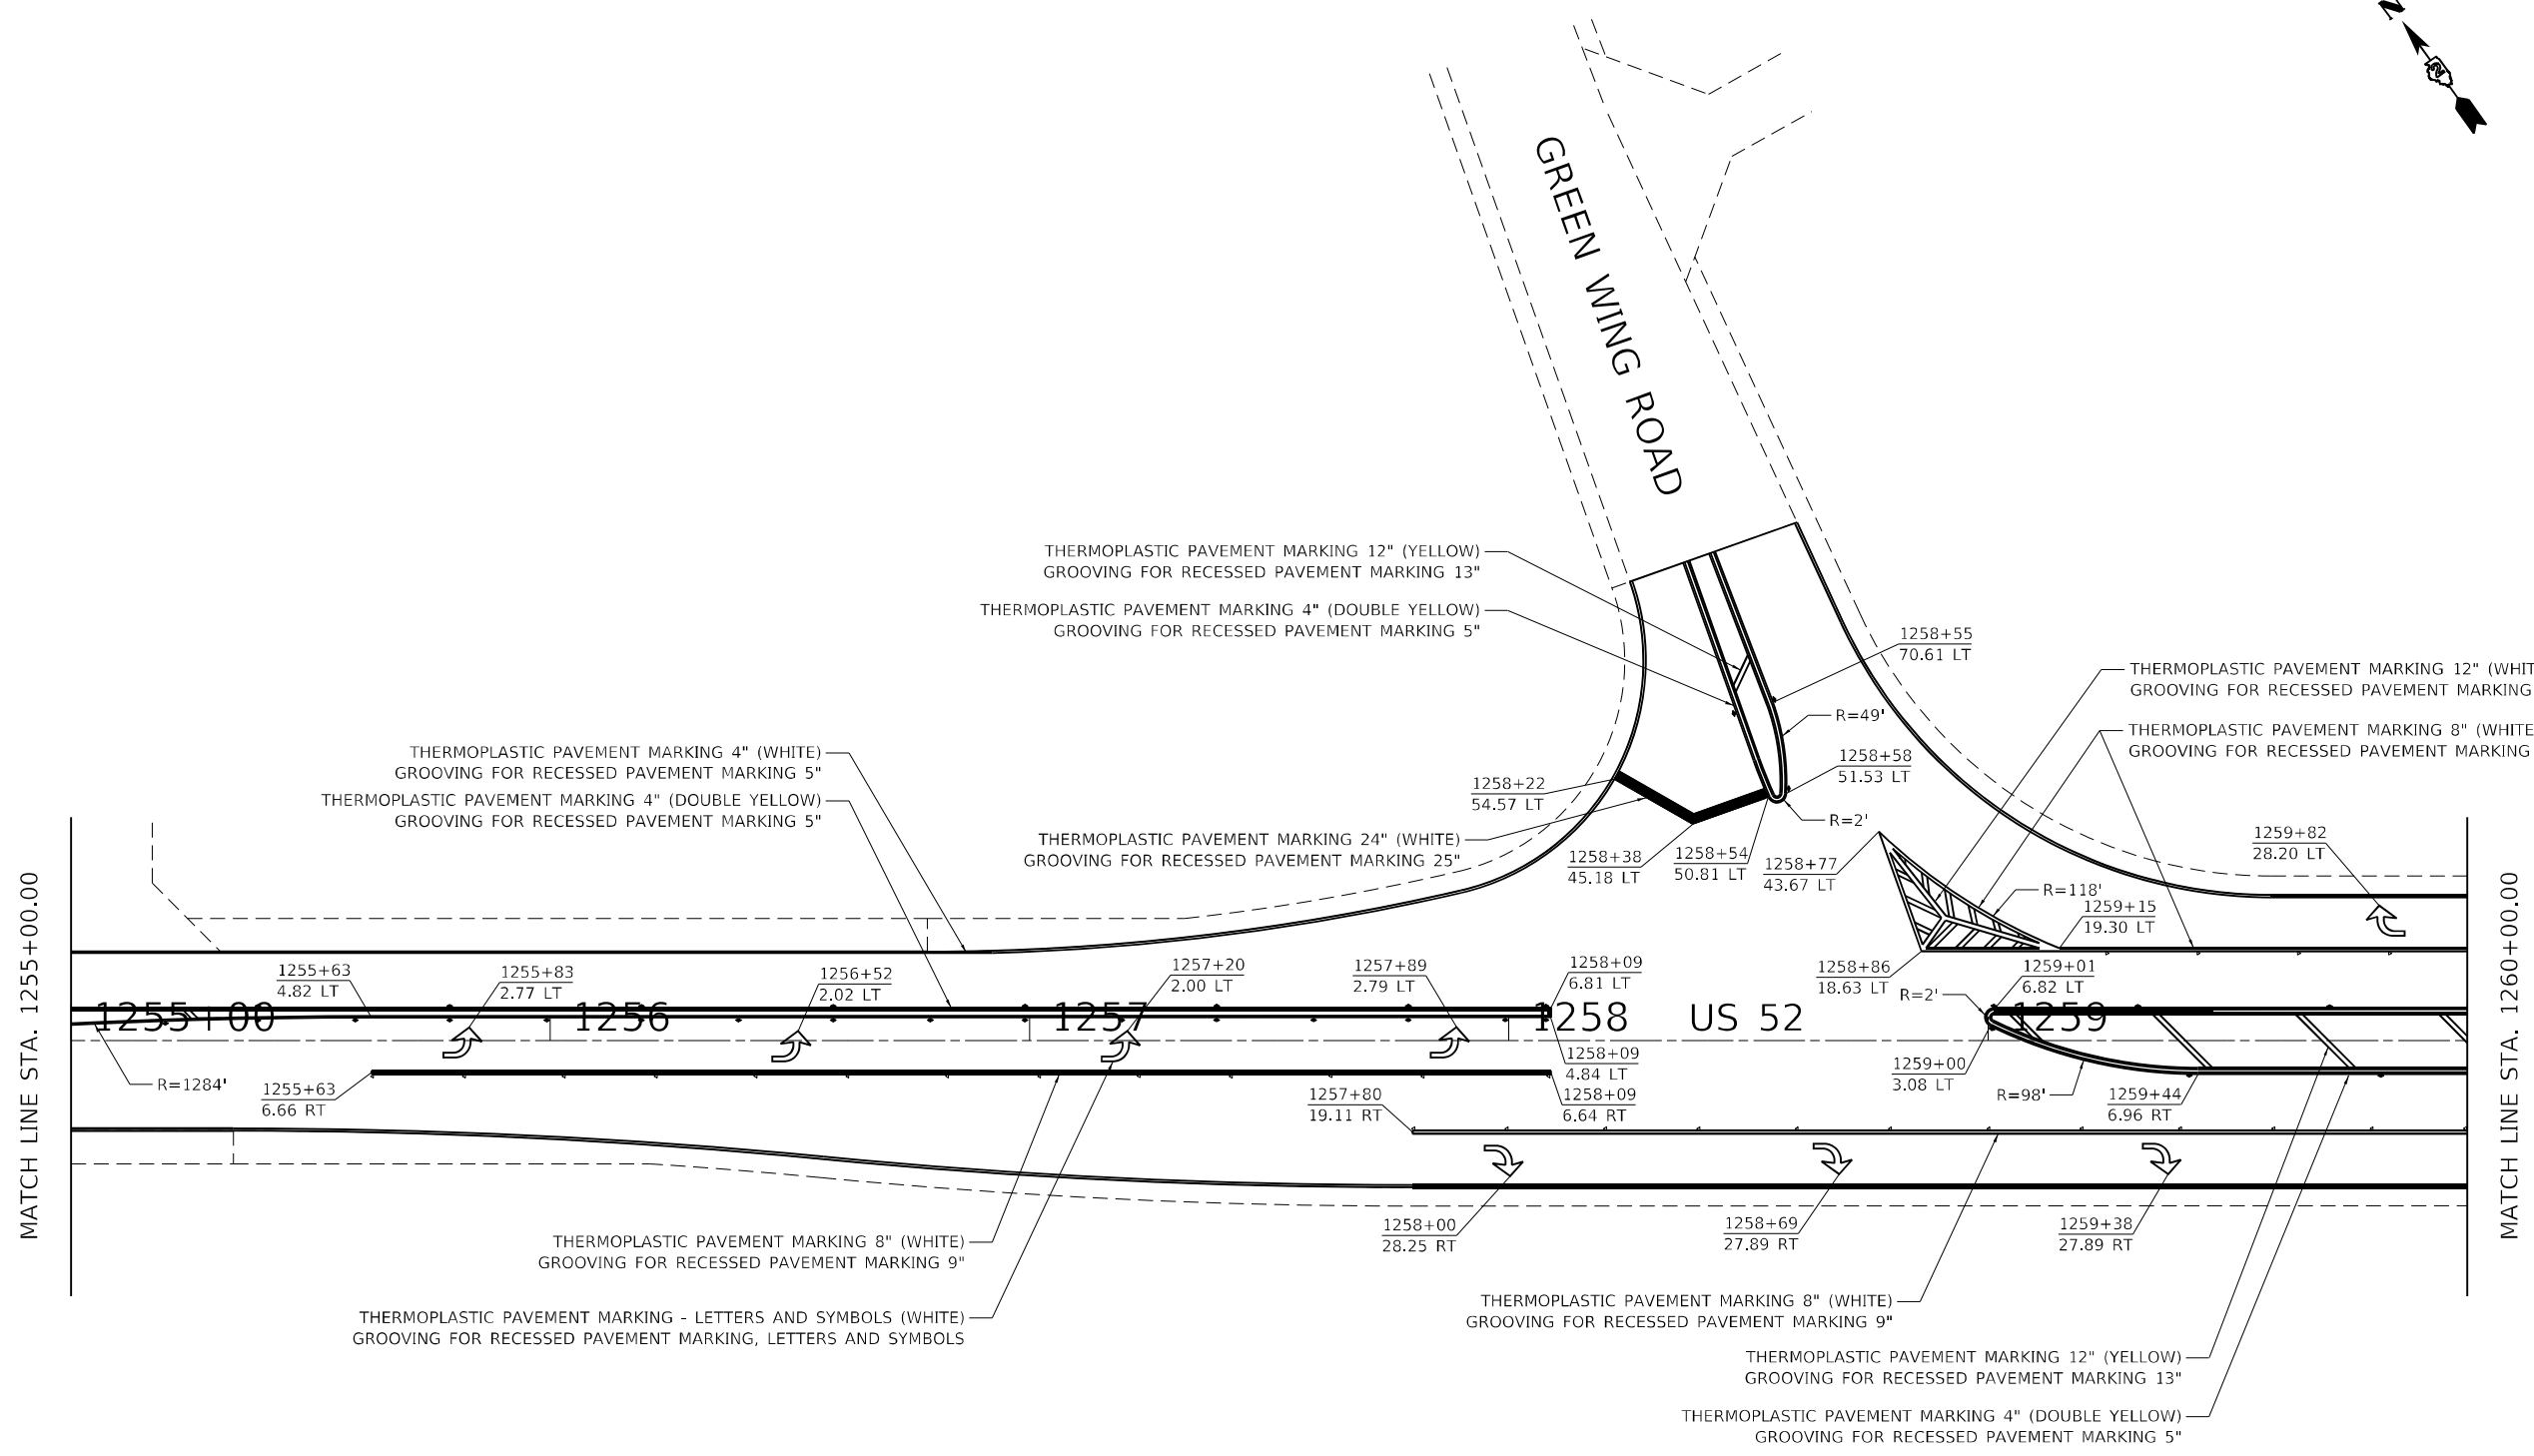 N
GREEN WING ROAD
THERMOPLASTIC PAVEMENT MARKING 12" (YELLOW)
GROOVING FOR RECESSED PAVEMENT MARKING 13"
THERMOPLASTIC PAVEMENT MARKING 4" (DOUBLE YELLOW)
GROOVING FOR RECESSED PAVEMENT MARKING 5"
1258+55
70.61 LT
THERMOPLASTIC PAVEMENT MARKING 12" (WHIT
GROOVING FOR RECESSED PAVEMENT MARKING
R=49'
THERMOPLASTIC PAVEMENT MARKING 8" (WHITE
GROOVING FOR RECESSED PAVEMENT MARKING
THERMOPLASTIC PAVEMENT MARKING 4" (WHITE)
GROOVING FOR RECESSED PAVEMENT MARKING 5"
THERMOPLASTIC PAVEMENT MARKING 4" (DOUBLE YELLOW)
GROOVING FOR RECESSED PAVEMENT MARKING 5"
1258+22
54.57 LT
1258+58
51.53 LT
R=2'
THERMOPLASTIC PAVEMENT MARKING 24" (WHITE)
GROOVING FOR RECESSED PAVEMENT MARKING 25"
1258+38
45.18 LT
1258+54
50.81 LT
1258+77
43.67 LT
1259+82
28.20 LT
R=118'
1259+15
19.30 LT
MATCH LINE STA. 1255+00.00
1255+63
4.82 LT
1255+83
2.77 LT
1256+52
2.02 LT
1257+20
2.00 LT
1257+89
2.79 LT
1258+09
6.81 LT
1258+86
18.63 LT
1259+01
6.82 LT
R=2'
1255+00
1256
1257
1258
US 52
1259
MATCH LINE STA. 1260+00.00
R=1284'
1255+63
6.66 RT
1258+09
4.84 LT
1258+09
6.64 RT
1257+80
19.11 RT
1259+00
3.08 LT
R=98'
1259+44
6.96 RT
1258+00
28.25 RT
1258+69
27.89 RT
1259+38
27.89 RT
THERMOPLASTIC PAVEMENT MARKING 8" (WHITE)
GROOVING FOR RECESSED PAVEMENT MARKING 9"
THERMOPLASTIC PAVEMENT MARKING - LETTERS AND SYMBOLS (WHITE)
GROOVING FOR RECESSED PAVEMENT MARKING, LETTERS AND SYMBOLS
THERMOPLASTIC PAVEMENT MARKING 8" (WHITE)
GROOVING FOR RECESSED PAVEMENT MARKING 9"
THERMOPLASTIC PAVEMENT MARKING 12" (YELLOW)
GROOVING FOR RECESSED PAVEMENT MARKING 13"
THERMOPLASTIC PAVEMENT MARKING 4" (DOUBLE YELLOW)
GROOVING FOR RECESSED PAVEMENT MARKING 5"